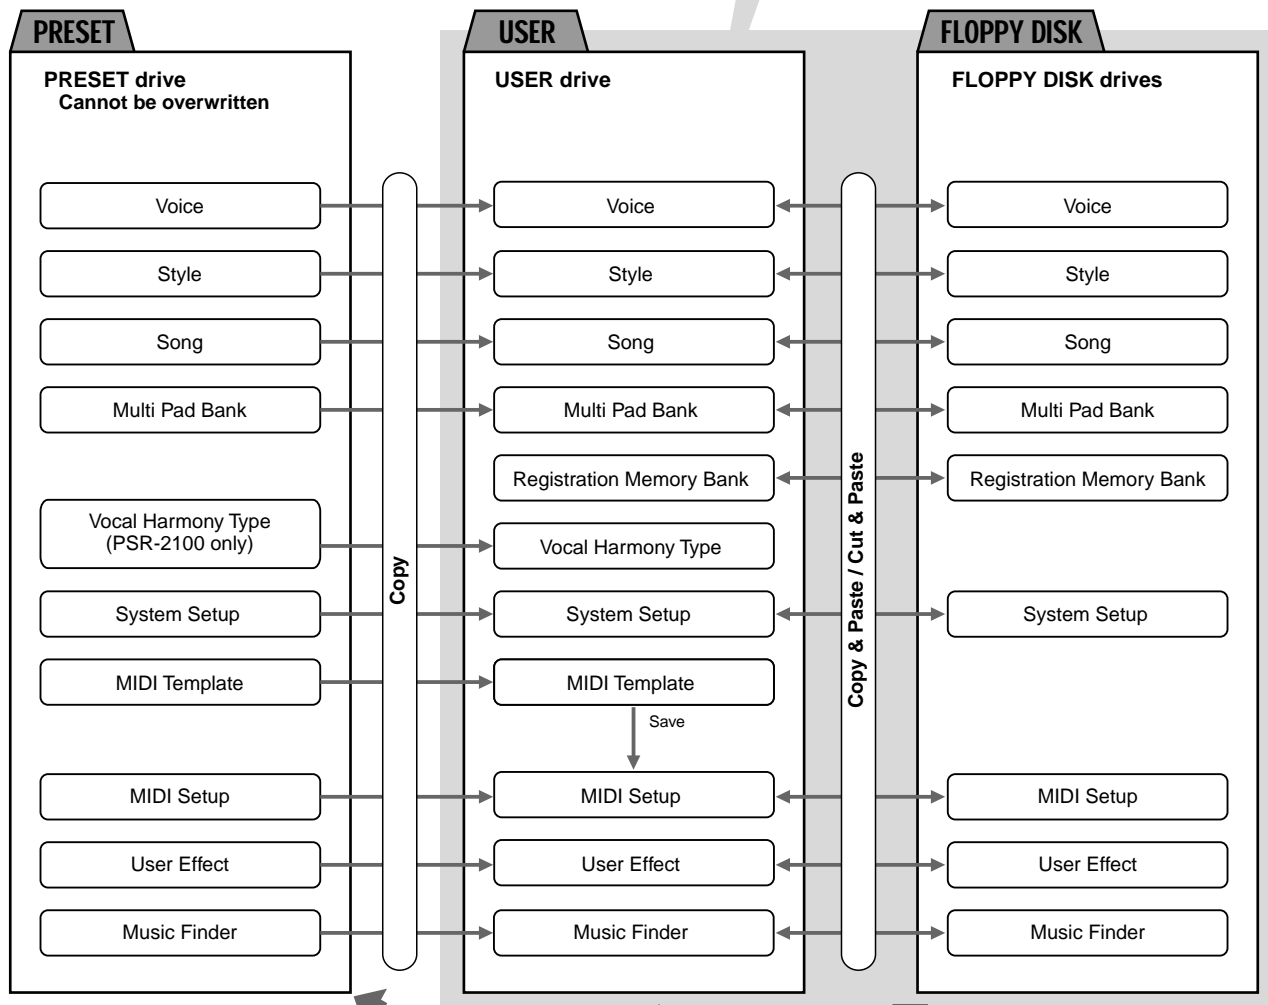 PRESET
PRESET drive
Cannot be overwritten
Voice
Style
Song
Multi Pad Bank
Vocal Harmony Type
(PSR-2100 only)
System Setup
MIDI Template
MIDI Setup
User Effect
Music Finder
Copy
USER
USER drive
Voice
Style
Song
Multi Pad Bank
Registration Memory Bank
Vocal Harmony Type
System Setup
MIDI Template
Save
MIDI Setup
User Effect
Music Finder
Copy & Paste / Cut & Paste
FLOPPY DISK
FLOPPY DISK drives
Voice
Style
Song
Multi Pad Bank
Registration Memory Bank
System Setup
MIDI Setup
User Effect
Music Finder